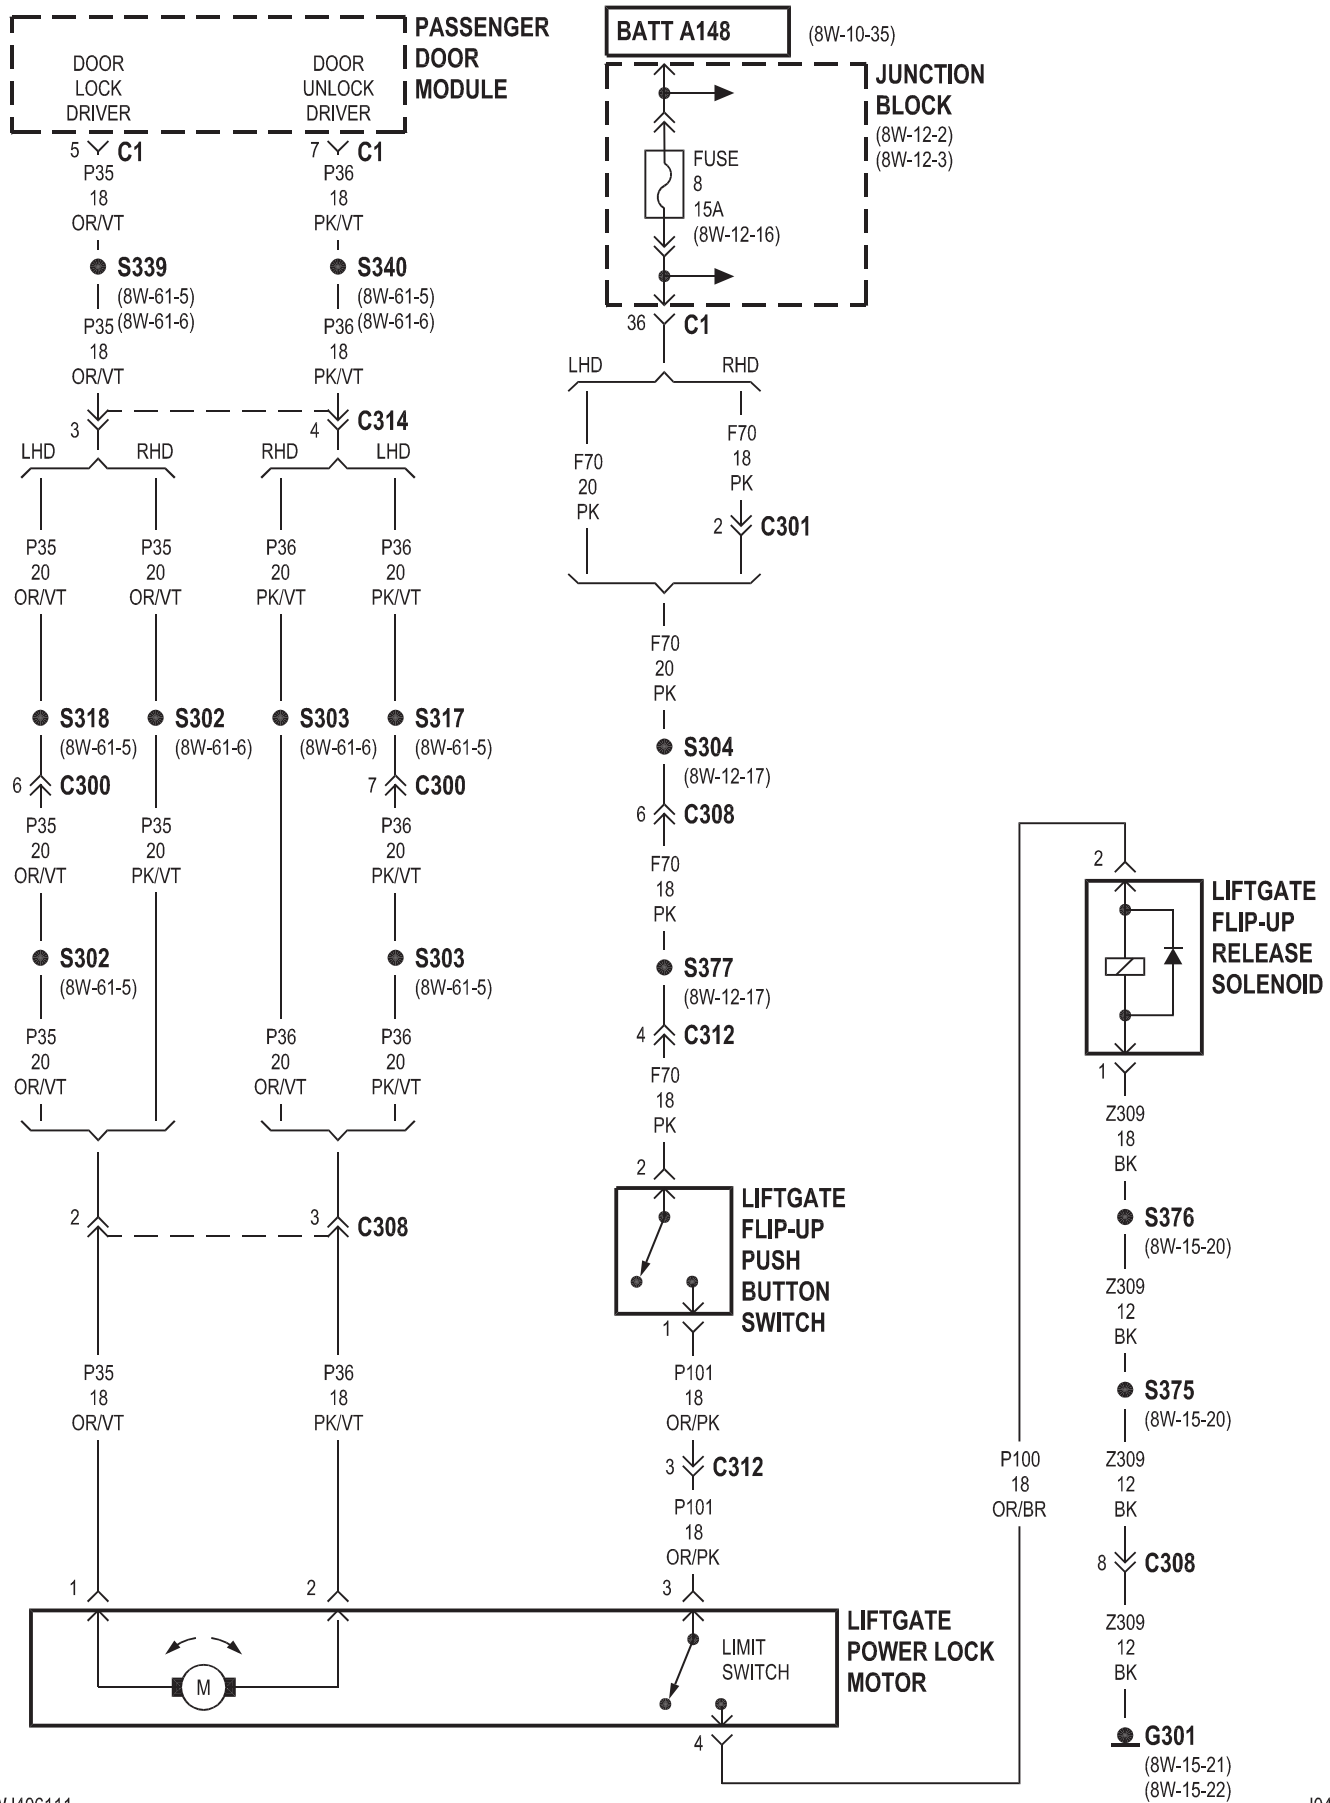 PASSENGER
DOOR
MODULE
DOOR
LOCK
DRIVER
DOOR
UNLOCK
DRIVER
5 C1
7 C1
P35
18
OR/VT
P36
18
PK/VT
S339
(8W-61-5)
(8W-61-6)
S340
(8W-61-5)
(8W-61-6)
P35
18
OR/VT
P36
18
PK/VT
3
4
C314
LHD
RHD
RHD
LHD
P35
20
OR/VT
P35
20
OR/VT
P36
20
PK/VT
P36
20
PK/VT
S318
(8W-61-5)
S302
(8W-61-6)
S303
(8W-61-6)
S317
(8W-61-5)
6 C300
7 C300
P35
20
OR/VT
P35
20
PK/VT
P36
20
PK/VT
S302
(8W-61-5)
S303
(8W-61-5)
P35
20
OR/VT
P36
20
OR/VT
P36
20
PK/VT
2
3
C308
P35
18
OR/VT
P36
18
PK/VT
1
2
M
BATT A148
(8W-10-35)
JUNCTION
BLOCK
(8W-12-2)
(8W-12-3)
FUSE
8
15A
(8W-12-16)
36 C1
LHD
RHD
F70
20
PK
F70
18
PK
2 C301
F70
20
PK
S304
(8W-12-17)
6 C308
F70
18
PK
S377
(8W-12-17)
4 C312
F70
18
PK
2
LIFTGATE
FLIP-UP
PUSH
BUTTON
SWITCH
1
P101
18
OR/PK
3 C312
P101
18
OR/PK
3
LIMIT
SWITCH
LIFTGATE
POWER LOCK
MOTOR
4
P100
18
OR/BR
2
LIFTGATE
FLIP-UP
RELEASE
SOLENOID
1
Z309
18
BK
S376
(8W-15-20)
Z309
12
BK
S375
(8W-15-20)
Z309
12
BK
8 C308
Z309
12
BK
G301
(8W-15-21)
(8W-15-22)